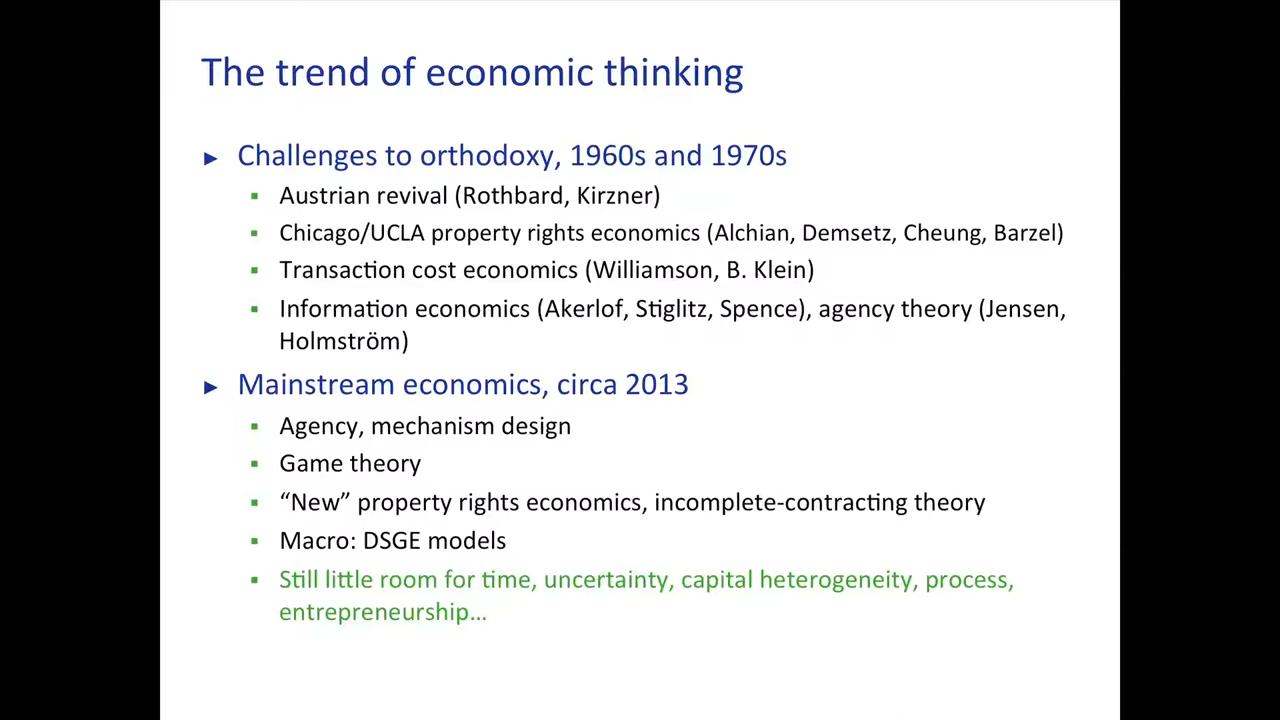 The trend of economic thinking
► Challenges to orthodoxy, 1960s and 1970s
▪ Austrian revival (Rothbard, Kirzner)
▪ Chicago/UCLA property rights economics (Alchian, Demsetz, Cheung, Barzel)
▪ Transaction cost economics (Williamson, B. Klein)
▪ Information economics (Akerlof, Stiglitz, Spence), agency theory (Jensen,
Holmström)
► Mainstream economics, circa 2013
▪ Agency, mechanism design
▪ Game theory
▪ “New” property rights economics, incomplete-contracting theory
▪ Macro: DSGE models
▪ Still little room for time, uncertainty, capital heterogeneity, process,
entrepreneurship…